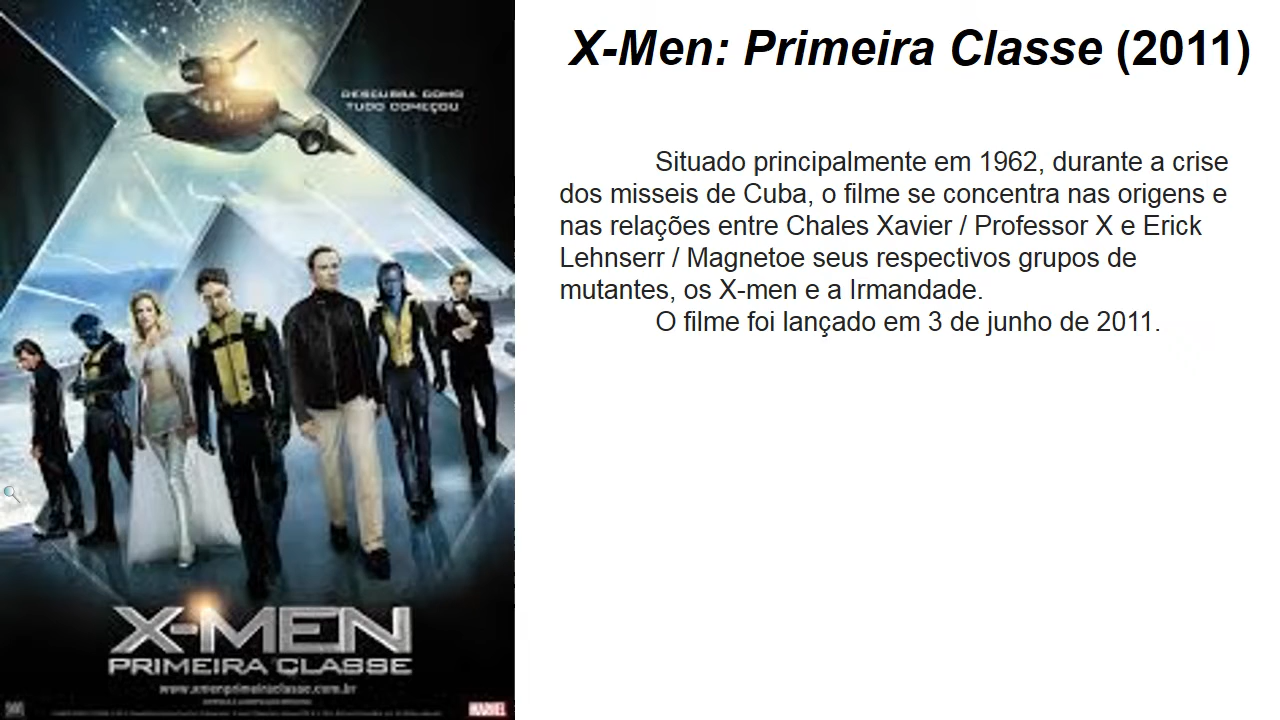 X-Men: Primeira Classe (2011)
DESCUBRA COMO
TUDO COMEÇOU
Situado principalmente em 1962, durante a crise
dos misseis de Cuba, o filme se concentra nas origens e
nas relações entre Chales Xavier / Professor X e Erick
Lehnserr / Magnetoe seus respectivos grupos de
mutantes, os X-men e a Irmandade.
O filme foi lançado em 3 de junho de 2011.
X-MEN
PRIMEIRA CLASSE
www.xmenprimeiraclasse.com.br
MARVEL